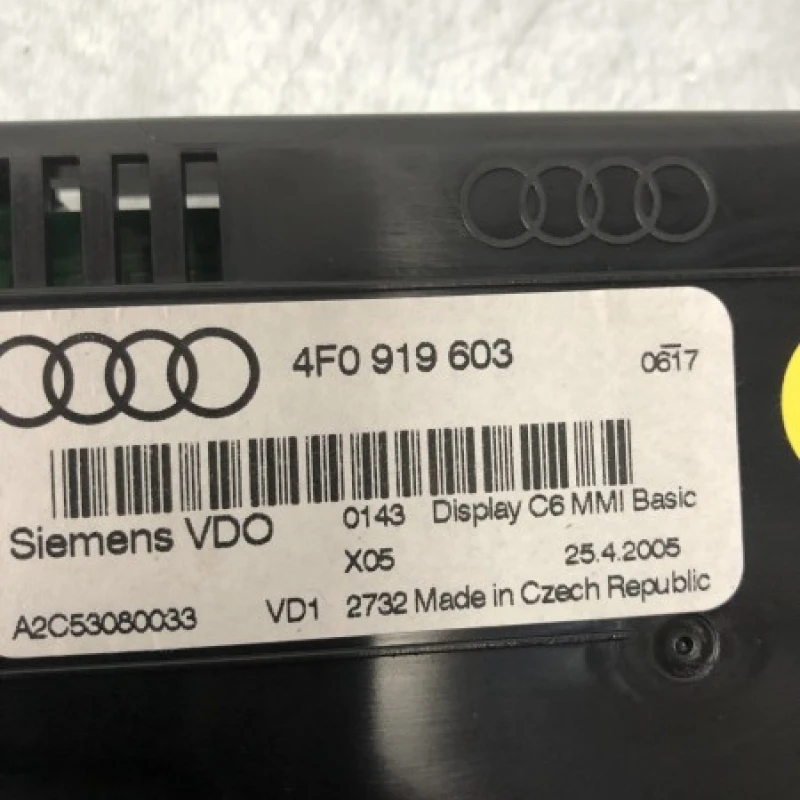 4F0 919 603 0617
Siemens VDO 0143 Display C6 MMI Basic
X05 25.4.2005
A2C53080033 VD1 2732 Made in Czech Republic